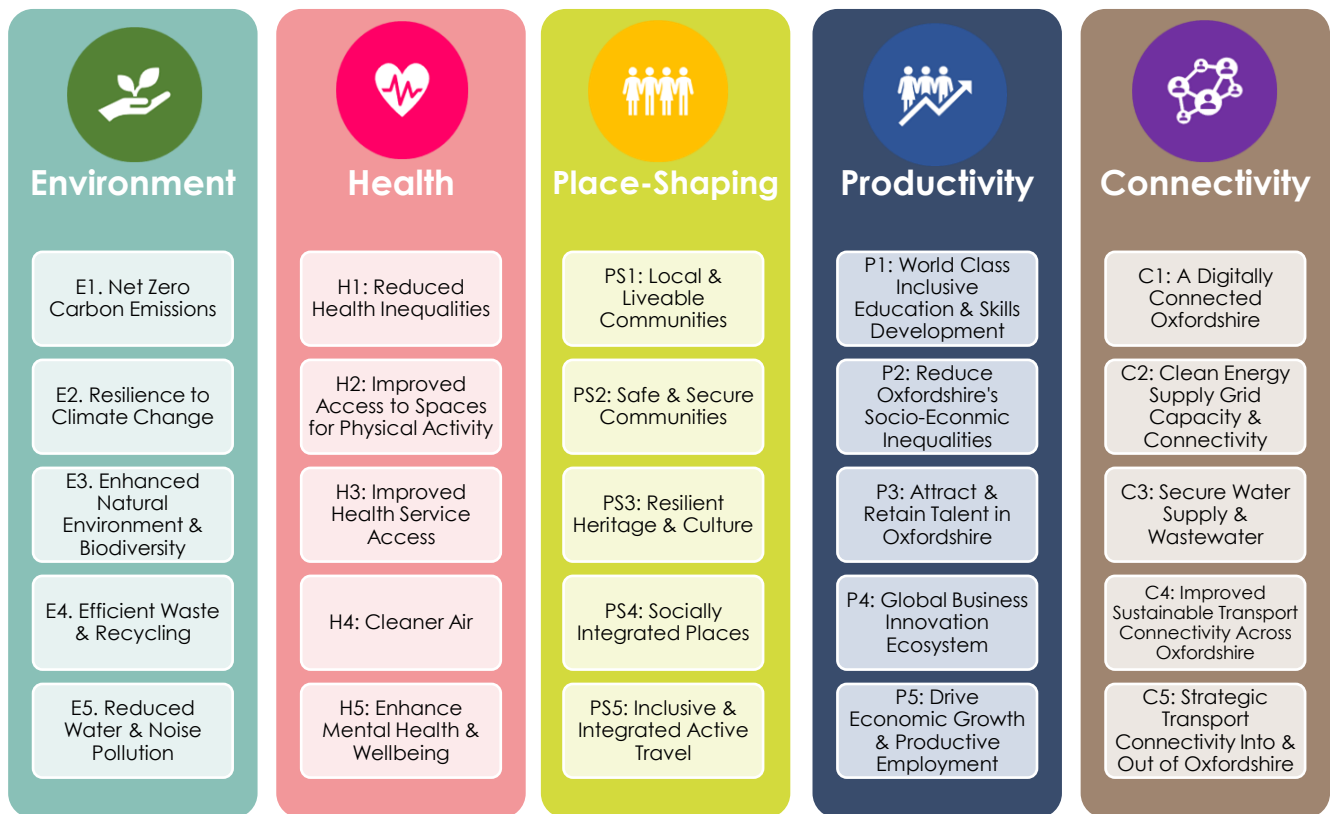 Environment
E1. Net Zero
Carbon Emissions
E2. Resilience to
Climate Change
E3. Enhanced
Natural
Environment &
Biodiversity
E4. Efficient Waste
& Recycling
E5. Reduced
Water & Noise
Pollution
Health
H1: Reduced
Health Inequalities
H2: Improved
Access to Spaces
for Physical Activity
H3: Improved
Health Service
Access
H4: Cleaner Air
H5: Enhance
Mental Health &
Wellbeing
Place-Shaping
PS1: Local &
Liveable
Communities
PS2: Safe & Secure
Communities
PS3: Resilient
Heritage & Culture
PS4: Socially
Integrated Places
PS5: Inclusive &
Integrated Active
Travel
Productivity
P1: World Class
Inclusive
Education & Skills
Development
P2: Reduce
Oxfordshire's
Socio-Econmic
Inequalities
P3: Attract &
Retain Talent in
Oxfordshire
P4: Global Business
Innovation
Ecosystem
P5: Drive
Economic Growth
& Productive
Employment
Connectivity
C1: A Digitally
Connected
Oxfordshire
C2: Clean Energy
Supply Grid
Capacity &
Connectivity
C3: Secure Water
Supply &
Wastewater
C4: Improved
Sustainable Transport
Connectivity Across
Oxfordshire
C5: Strategic
Transport
Connectivity Into &
Out of Oxfordshire